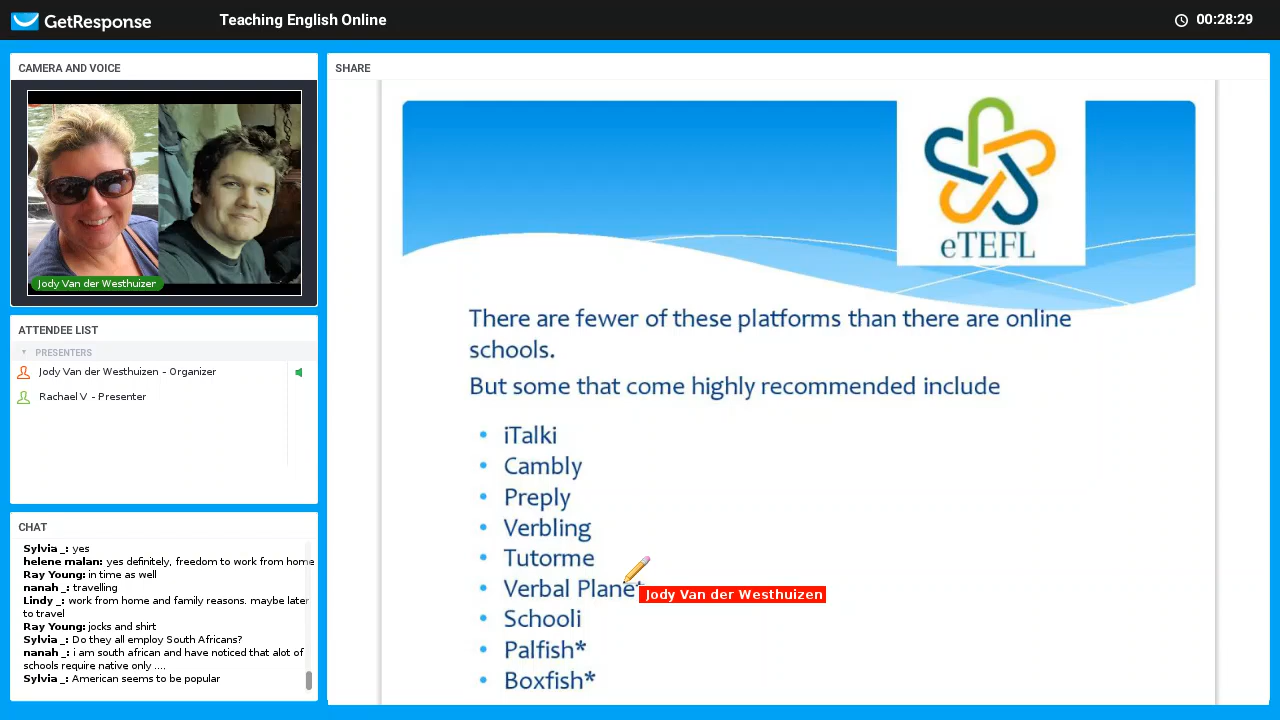 GetResponse
Teaching English Online
00:28:29
CAMERA AND VOICE
Jody Van der Westhuizen
ATTENDEE LIST
PRESENTERS
Jody Van der Westhuizen - Organizer
Rachael V - Presenter
CHAT
Sylvia _: yes
helene malan: yes definitely, freedom to work from home
Ray Young: in time as well
nanah _: travelling
Lindy _: work from home and family reasons. maybe later
to travel
Ray Young: jocks and shirt
Sylvia _: Do they all employ South Africans?
nanah _: i am south african and have noticed that alot of
schools require native only ....
Sylvia _: American seems to be popular
SHARE
eTEFL
There are fewer of these platforms than there are online
schools.
But some that come highly recommended include
• iTalki
• Cambly
• Preply
• Verbling
• Tutorme
• Verbal Planet
Jody Van der Westhuizen
• Schooli
• Palfish*
• Boxfish*